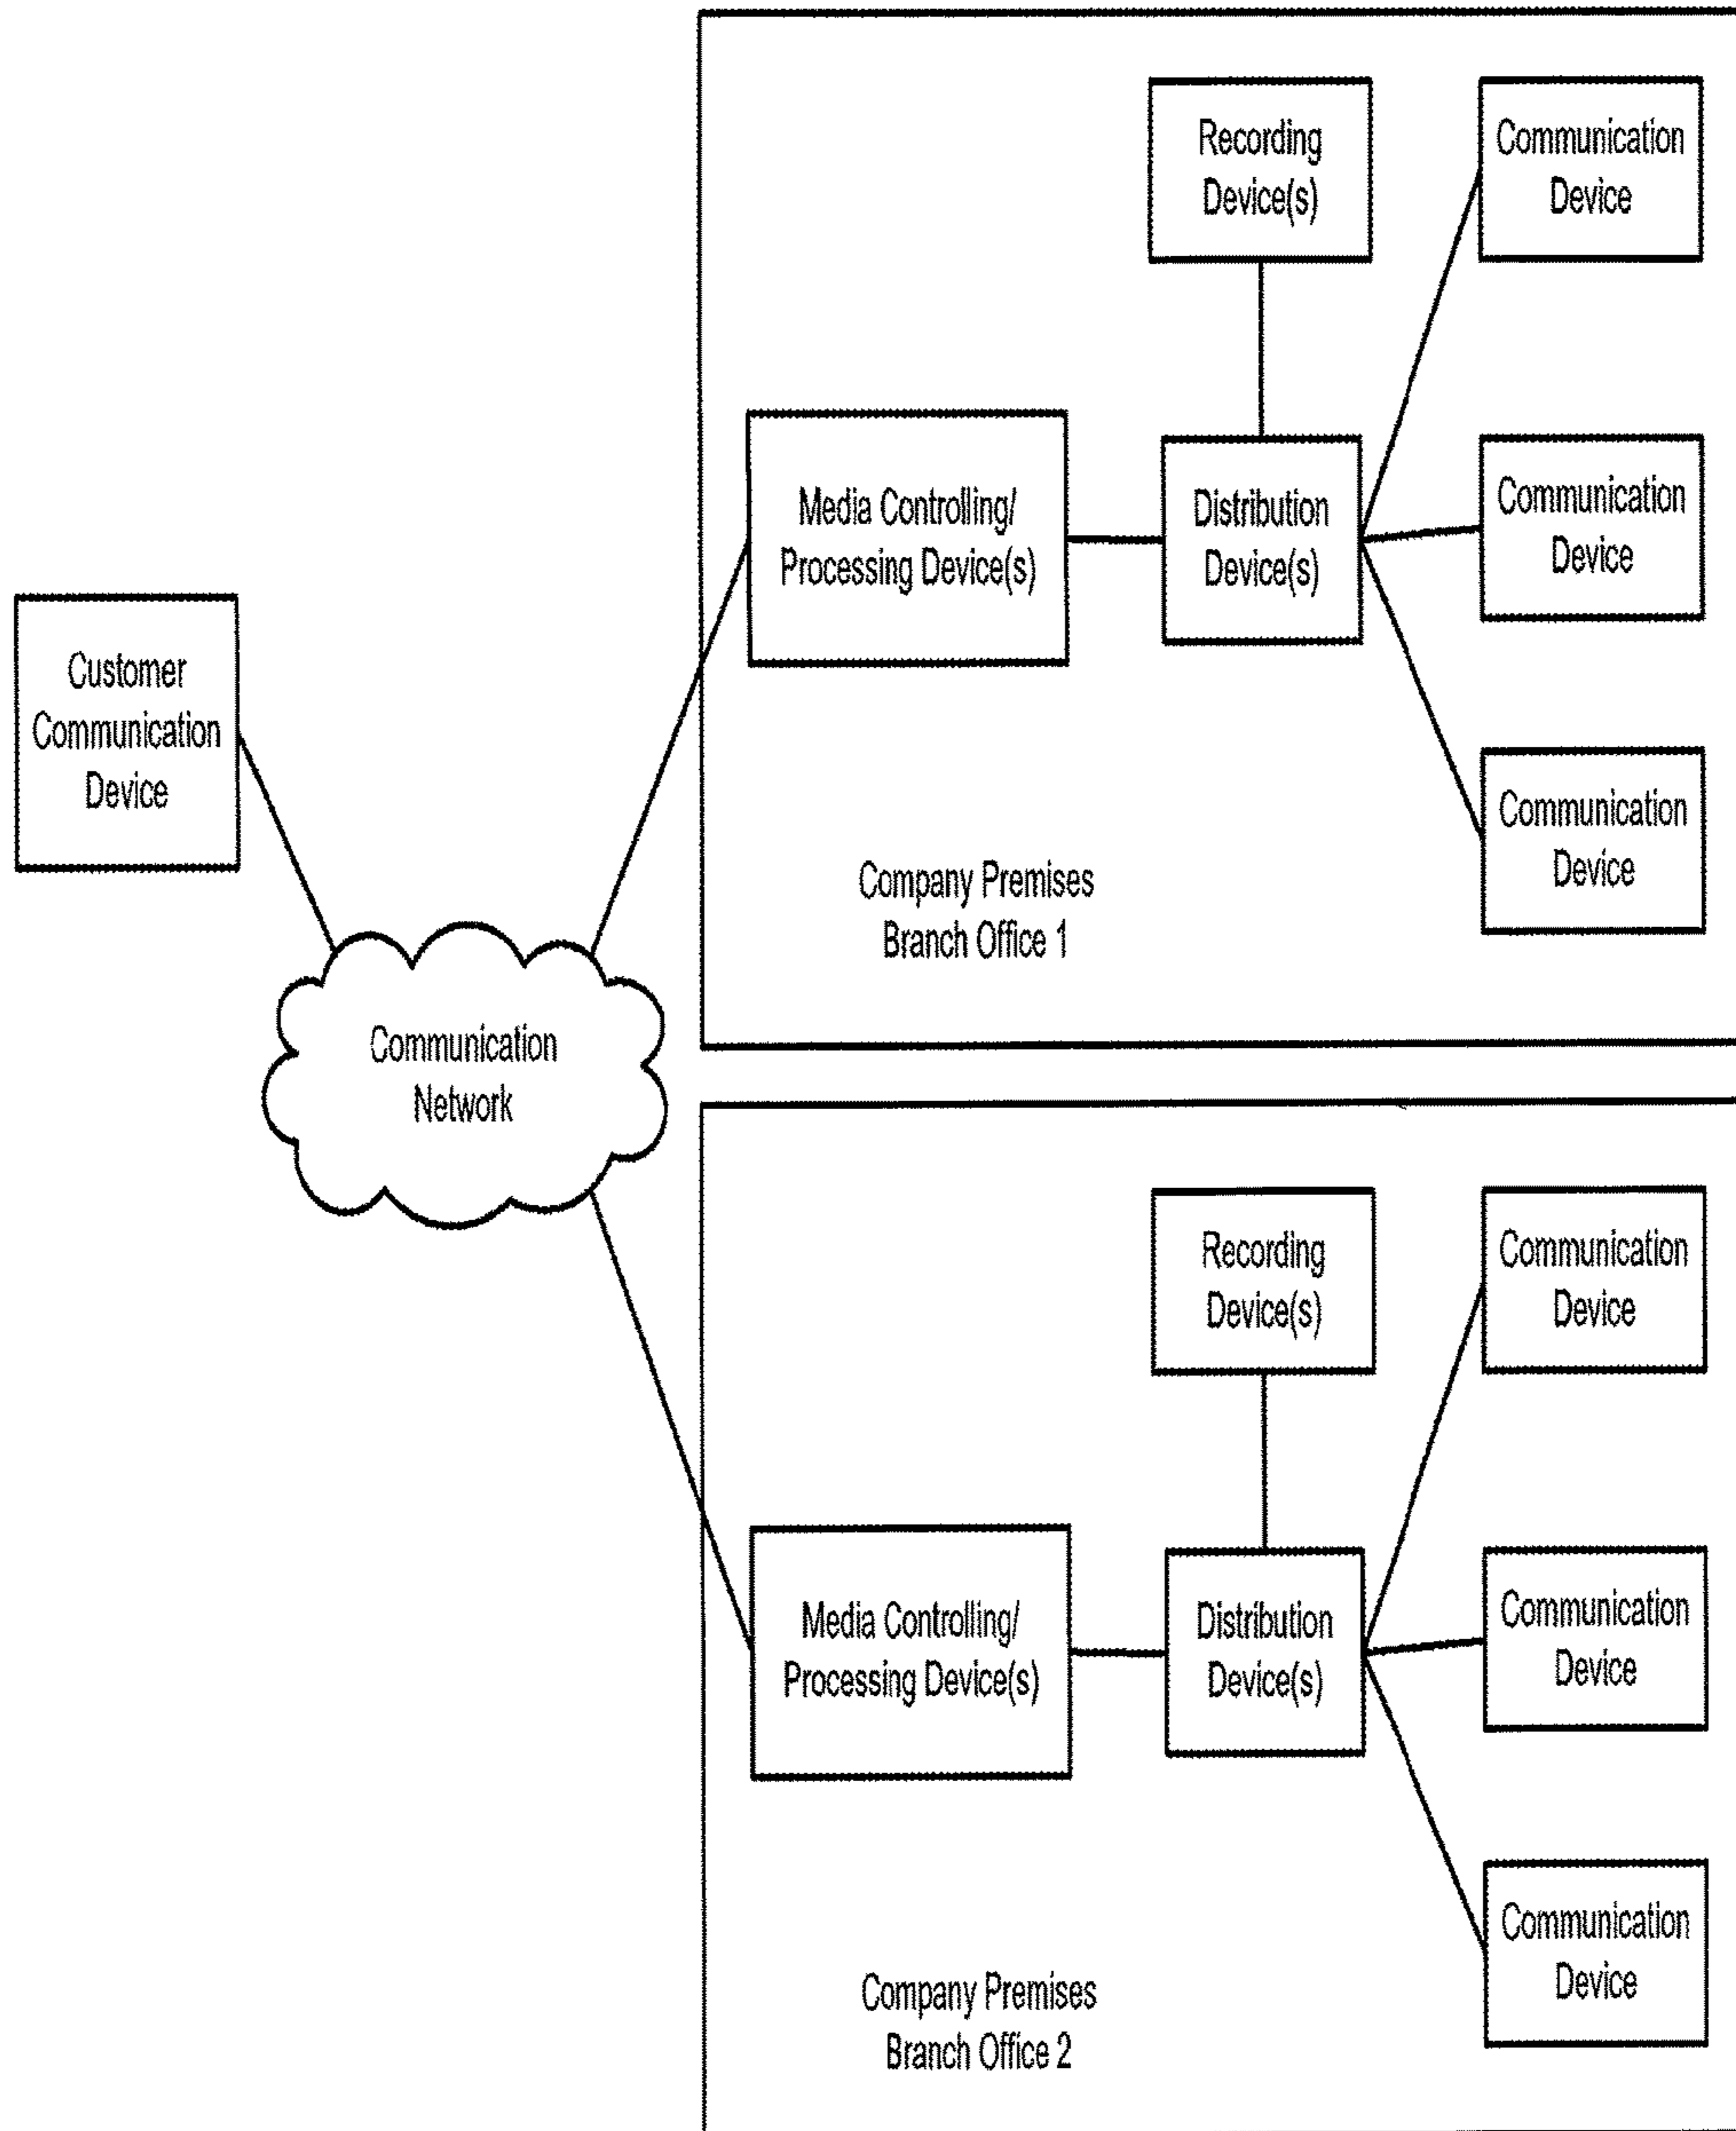 Recording
Device(s)
Communication
Device
Media Controlling/
Processing Device(s)
Distribution
Device(s)
Communication
Device
Customer
Communication
Device
Communication
Device
Company Premises
Branch Office 1
Communication
Network
Recording
Device(s)
Communication
Device
Media Controlling/
Processing Device(s)
Distribution
Device(s)
Communication
Device
Communication
Device
Company Premises
Branch Office 2